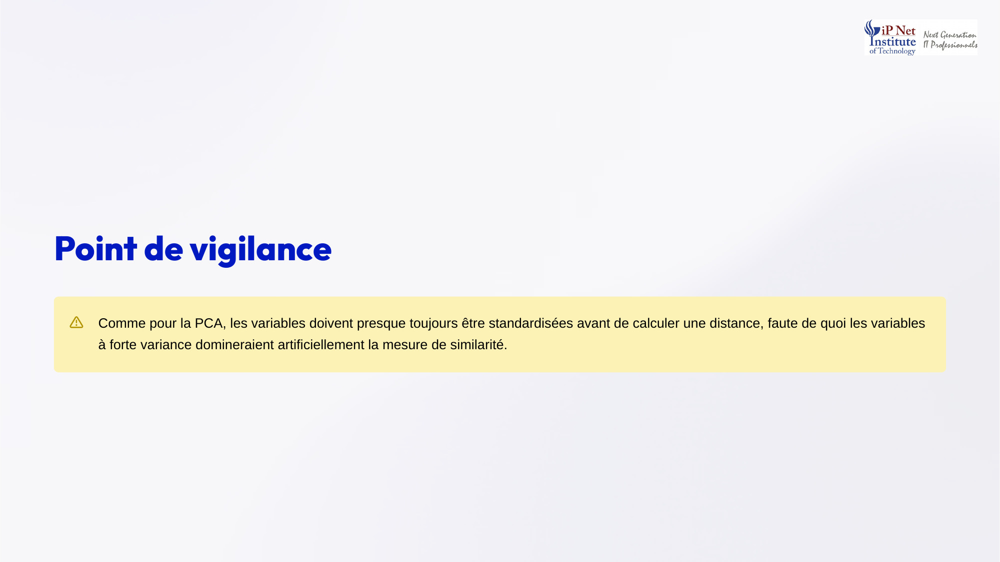 iP Net
Institute
of Technology
Next Generation
IT Professionnels
Point de vigilance
Comme pour la PCA, les variables doivent presque toujours être standardisées avant de calculer une distance, faute de quoi les variables
à forte variance domineraient artificiellement la mesure de similarité.